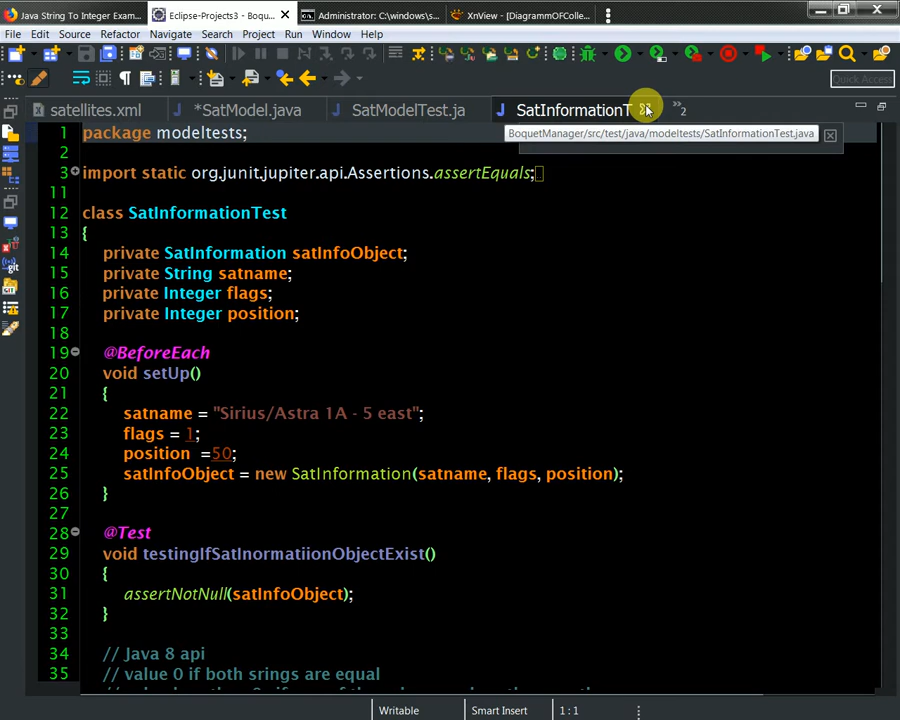 Java String To Integer Exam... Eclipse-Projects3 - Boqu... Administrator: C:\windows\s... XnView - [DiagrammOfColle...
File Edit Source Refactor Navigate Search Project Run Window Help
Quick Access
satellites.xml *SatModel.java SatModelTest.ja SatInformationT 2
BoquetManager/src/test/java/modeltests/SatInformationTest.java
1 package modeltests;
2
3 import static org.junit.jupiter.api.Assertions.assertEquals;
11
12 class SatInformationTest
13 {
14 private SatInformation satInfoObject;
15 private String satname;
16 private Integer flags;
17 private Integer position;
18
19 @BeforeEach
20 void setUp()
21 {
22 satname = "Sirius/Astra 1A - 5 east";
23 flags = 1;
24 position =50;
25 satInfoObject = new SatInformation(satname, flags, position);
26 }
27
28 @Test
29 void testingIfSatInormatiionObjectExist()
30 {
31 assertNotNull(satInfoObject);
32 }
33
34 // Java 8 api
35 // value 0 if both srings are equal
Writable Smart Insert 1 : 1